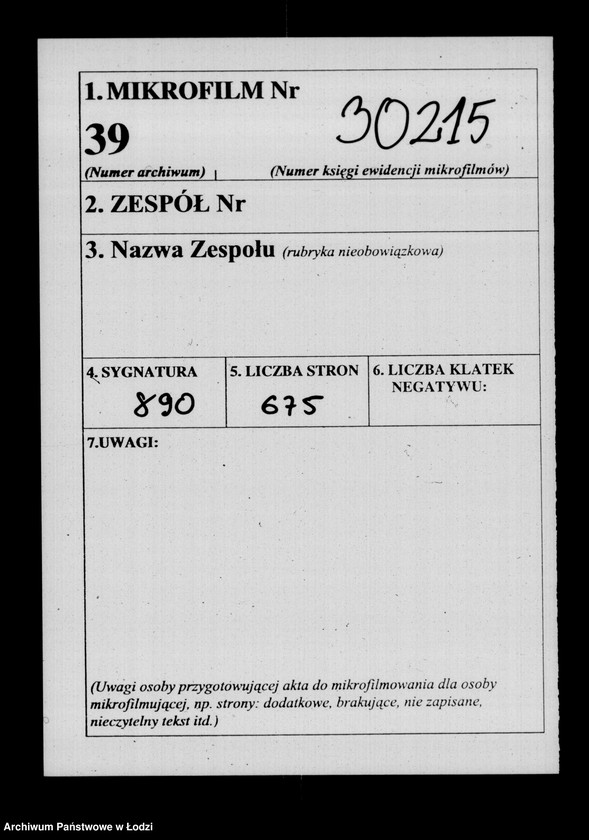 1. MIKROFILM Nr
30215
39
(Numer archiwum) (Numer księgi ewidencji mikrofilmów)
2. ZESPÓŁ Nr
3. Nazwa Zespołu (rubryka nieobowiązkowa)
4. SYGNATURA 5. LICZBA STRON 6. LICZBA KLATEK
NEGATYWU:
890 675
7.UWAGI:
(Uwagi osoby przygotowującej akta do mikrofilmowania dla osoby
mikrofilmującej, np. strony: dodatkowe, brakujące, nie zapisane,
nieczytelny tekst itd.)
Archiwum Państwowe w Łodzi